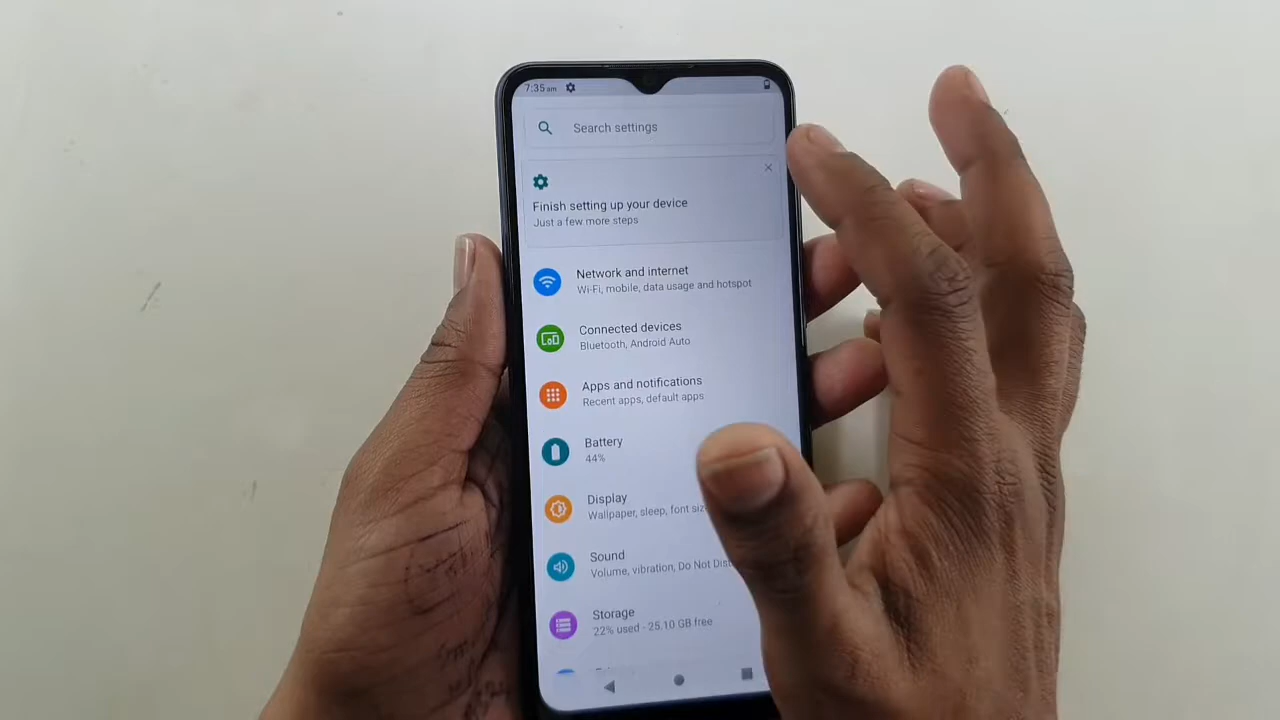 7:35 am
Search settings
Finish setting up your device
Just a few more steps
Network and internet
Wi-Fi, mobile, data usage and hotspot
Connected devices
Bluetooth, Android Auto
Apps and notifications
Recent apps, default apps
Battery
44%
Display
Wallpaper, sleep, font
Sound
Volume, vibration, Do Not
Storage
22% used - 25.10 GB free